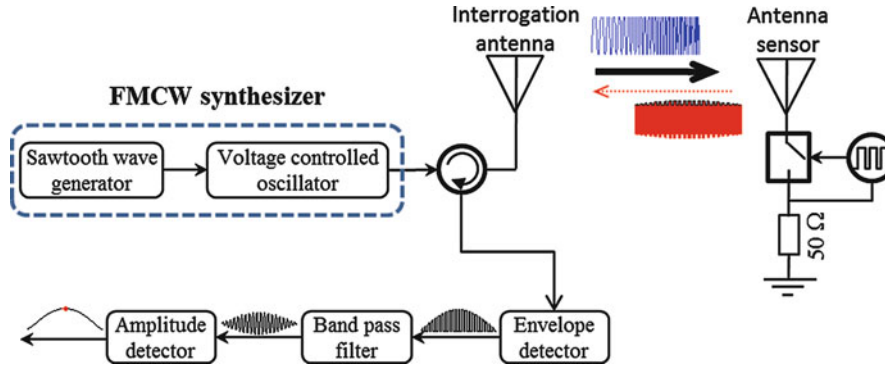 Interrogation
antenna
Antenna
sensor
FMCW synthesizer
Sawtooth wave
generator
Voltage controlled
oscillator
50 Ω
Amplitude
detector
Band pass
filter
Envelope
detector